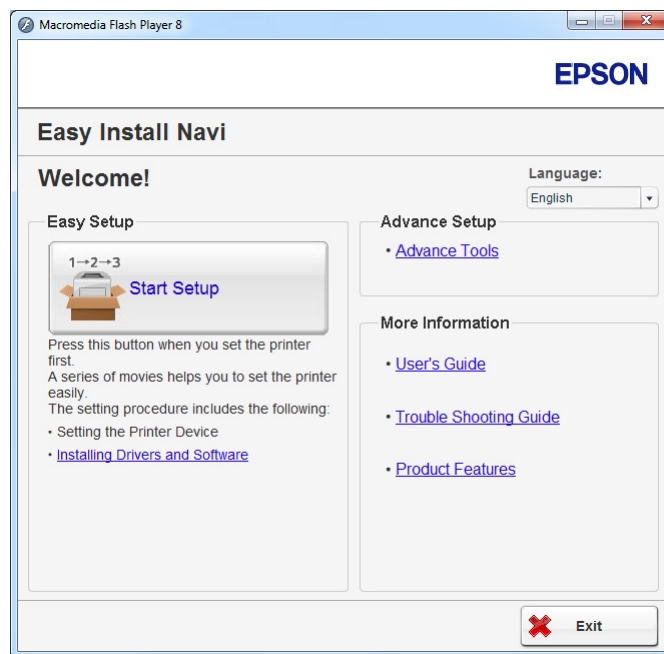 Macromedia Flash Player 8
EPSON
Easy Install Navi
Welcome!
Language:
English
Easy Setup
1→2→3
Start Setup
Press this button when you set the printer
first.
A series of movies helps you to set the printer
easily.
The setting procedure includes the following:
• Setting the Printer Device
• Installing Drivers and Software
Advance Setup
• Advance Tools
More Information
• User's Guide
• Trouble Shooting Guide
• Product Features
Exit